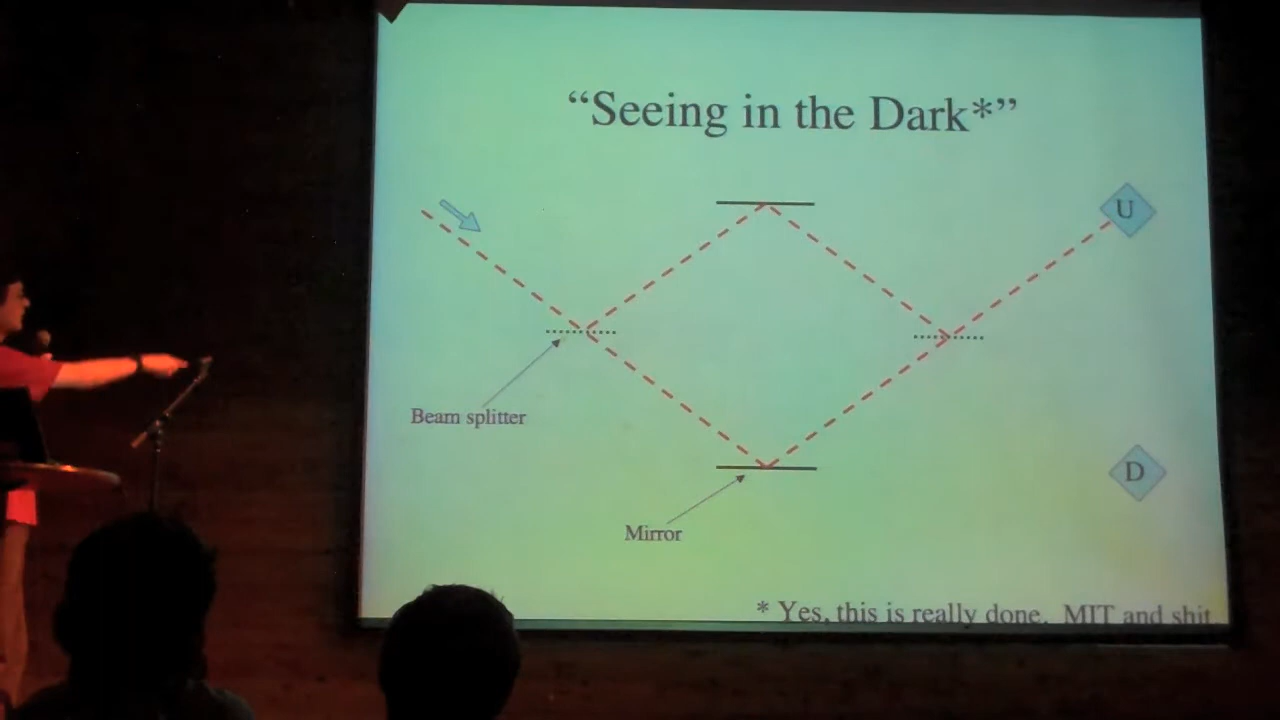 “Seeing in the Dark*”
U
Beam splitter
D
Mirror
* Yes, this is really done. MIT and shit